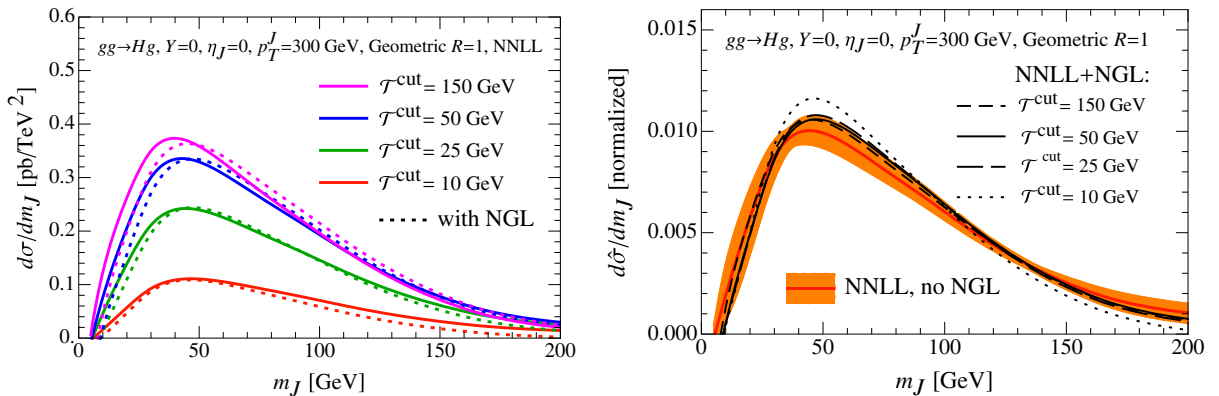 gg→Hg, Y=0, η_J=0, p_T^J=300 GeV, Geometric R=1, NNLL
𝒯^cut= 150 GeV
𝒯^cut= 50 GeV
𝒯^cut= 25 GeV
𝒯^cut= 10 GeV
with NGL
dσ/dm_J [pb/TeV^2]
0.6
0.5
0.4
0.3
0.2
0.1
0.
0 50 100 150 200
m_J [GeV]
gg→Hg, Y=0, η_J=0, p_T^J=300 GeV, Geometric R=1
NNLL+NGL:
𝒯^cut= 150 GeV
𝒯^cut= 50 GeV
𝒯^cut= 25 GeV
𝒯^cut= 10 GeV
NNLL, no NGL
dσ̂/dm_J [normalized]
0.015
0.010
0.005
0.000
0 50 100 150 200
m_J [GeV]